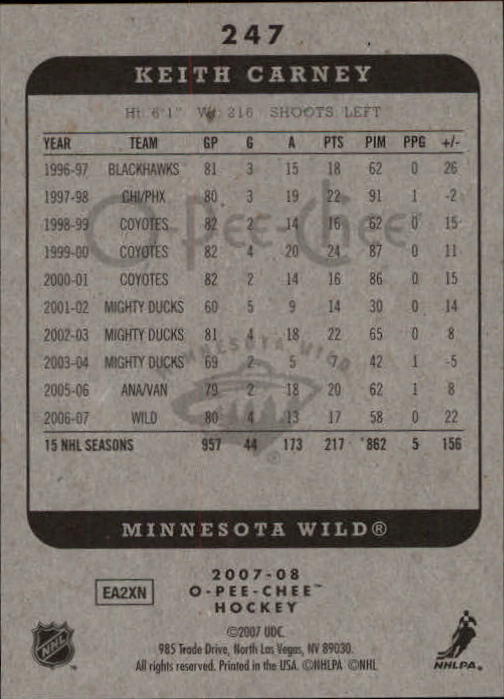 247
KEITH CARNEY
Ht: 6'1" Wt: 216 SHOOTS LEFT
YEAR TEAM GP G A PTS PIM PPG +/-
1996-97 BLACKHAWKS 81 3 15 18 62 0 26
1997-98 CHI/PHX 80 3 19 22 91 1 -2
1998-99 COYOTES 82 2 14 16 62 0 15
1999-00 COYOTES 82 4 20 24 87 0 11
2000-01 COYOTES 82 2 14 16 86 0 15
2001-02 MIGHTY DUCKS 60 5 9 14 30 0 14
2002-03 MIGHTY DUCKS 81 4 18 22 65 0 8
2003-04 MIGHTY DUCKS 69 2 5 7 42 1 -5
2005-06 ANA/VAN 79 2 18 20 62 1 8
2006-07 WILD 80 4 13 17 58 0 22
15 NHL SEASONS 957 44 173 217 862 5 156
O-Pee-Chee
MINNESOTA WILD
MINNESOTA WILD®
2007-08
EA2XN
O-PEE-CHEE™
HOCKEY
©2007 UDC.
985 Trade Drive, North Las Vegas, NV 89030.
All rights reserved. Printed in the USA. ©NHLPA ©NHL
NHL
NHLPA